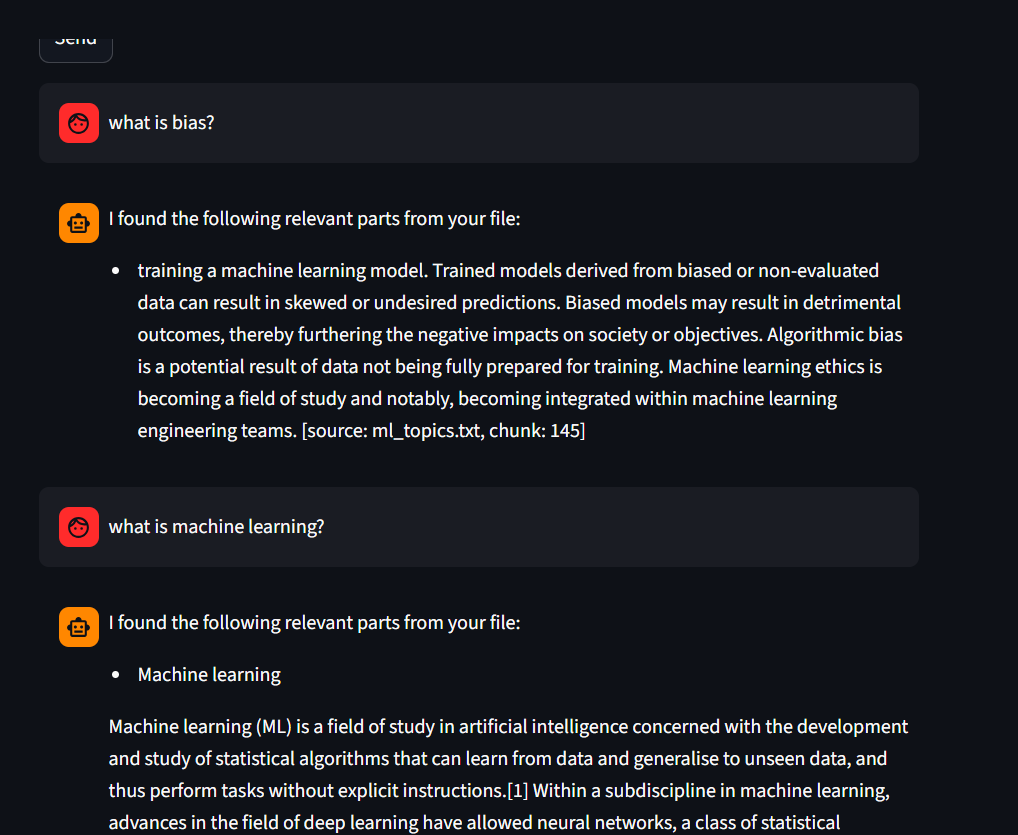 Send
what is bias?
I found the following relevant parts from your file:
training a machine learning model. Trained models derived from biased or non-evaluated
data can result in skewed or undesired predictions. Biased models may result in detrimental
outcomes, thereby furthering the negative impacts on society or objectives. Algorithmic bias
is a potential result of data not being fully prepared for training. Machine learning ethics is
becoming a field of study and notably, becoming integrated within machine learning
engineering teams. [source: ml_topics.txt, chunk: 145]
what is machine learning?
I found the following relevant parts from your file:
Machine learning
Machine learning (ML) is a field of study in artificial intelligence concerned with the development
and study of statistical algorithms that can learn from data and generalise to unseen data, and
thus perform tasks without explicit instructions.[1] Within a subdiscipline in machine learning,
advances in the field of deep learning have allowed neural networks, a class of statistical